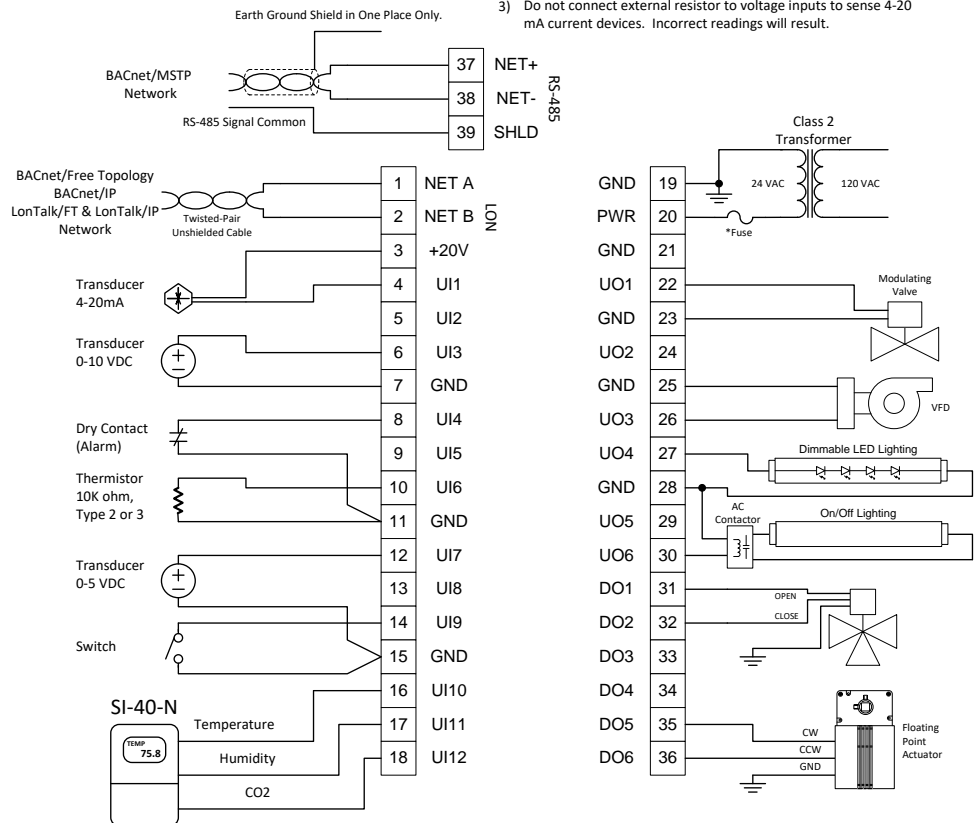 3) Do not connect external resistor to voltage inputs to sense 4-20
mA current devices. Incorrect readings will result.
Earth Ground Shield in One Place Only.
BACnet/MSTP
Network
RS-485 Signal Common
37 NET+
38 NET-
39 SHLD
RS-485
BACnet/Free Topology
BACnet/IP
LonTalk/FT & LonTalk/IP
Network
Twisted-Pair
Unshielded Cable
1 NET A
2 NET B
LON
3 +20V
4 UI1
5 UI2
6 UI3
7 GND
8 UI4
9 UI5
10 UI6
11 GND
12 UI7
13 UI8
14 UI9
15 GND
16 UI10
17 UI11
18 UI12
Transducer
4-20mA
Transducer
0-10 VDC
Dry Contact
(Alarm)
Thermistor
10K ohm,
Type 2 or 3
Transducer
0-5 VDC
Switch
SI-40-N
TEMP
75.8
Temperature
Humidity
CO2
Class 2
Transformer
24 VAC
120 VAC
*Fuse
GND 19
PWR 20
GND 21
UO1 22
GND 23
UO2 24
GND 25
UO3 26
UO4 27
GND 28
UO5 29
UO6 30
DO1 31
DO2 32
DO3 33
DO4 34
DO5 35
DO6 36
Modulating
Valve
VFD
Dimmable LED Lighting
AC
Contactor
On/Off Lighting
OPEN
CLOSE
CW
CCW
GND
Floating
Point
Actuator